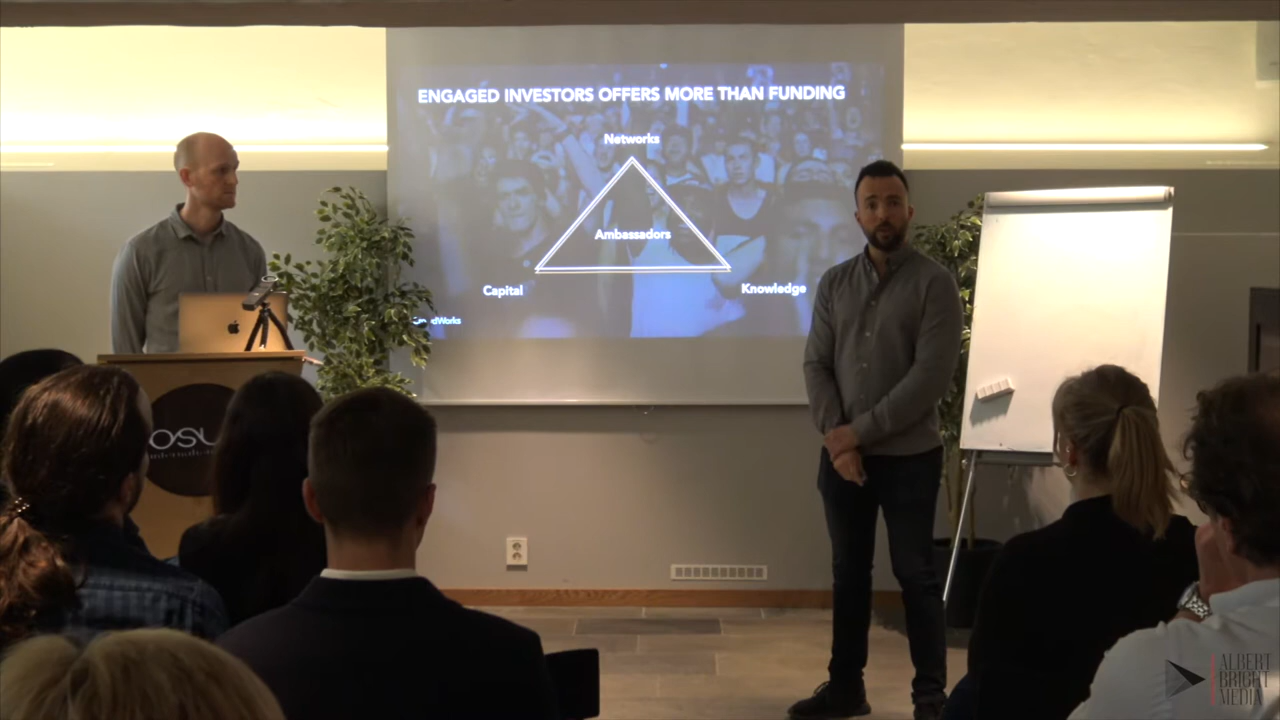 ENGAGED INVESTORS OFFERS MORE THAN FUNDING
Networks
Ambassadors
Capital
Knowledge
ALBERT
BRIGHT
MEDIA